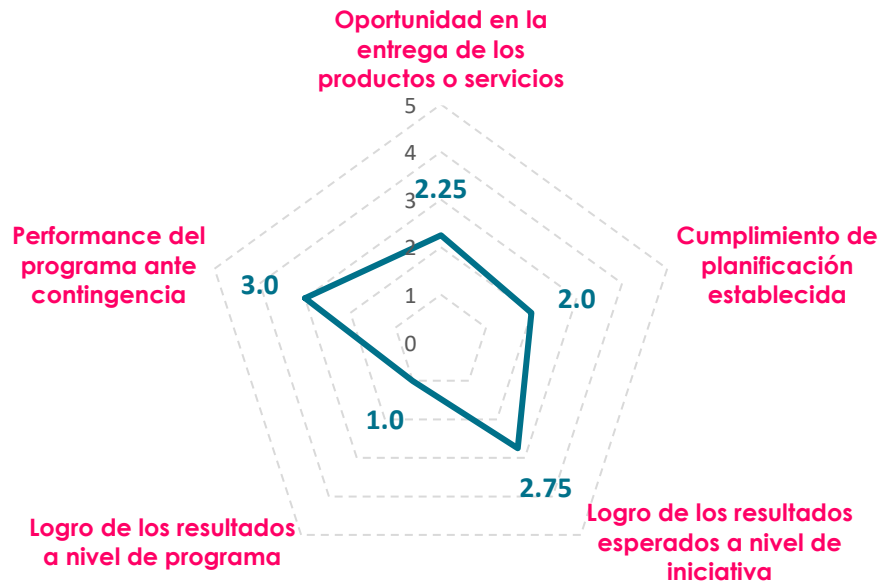 Oportunidad en la
entrega de los
productos o servicios
5
4
3
2
1
0
2.25
Cumplimiento de
planificación
establecida
2.0
Logro de los resultados
esperados a nivel de
iniciativa
2.75
Logro de los resultados
a nivel de programa
1.0
Performance del
programa ante
contingencia
3.0